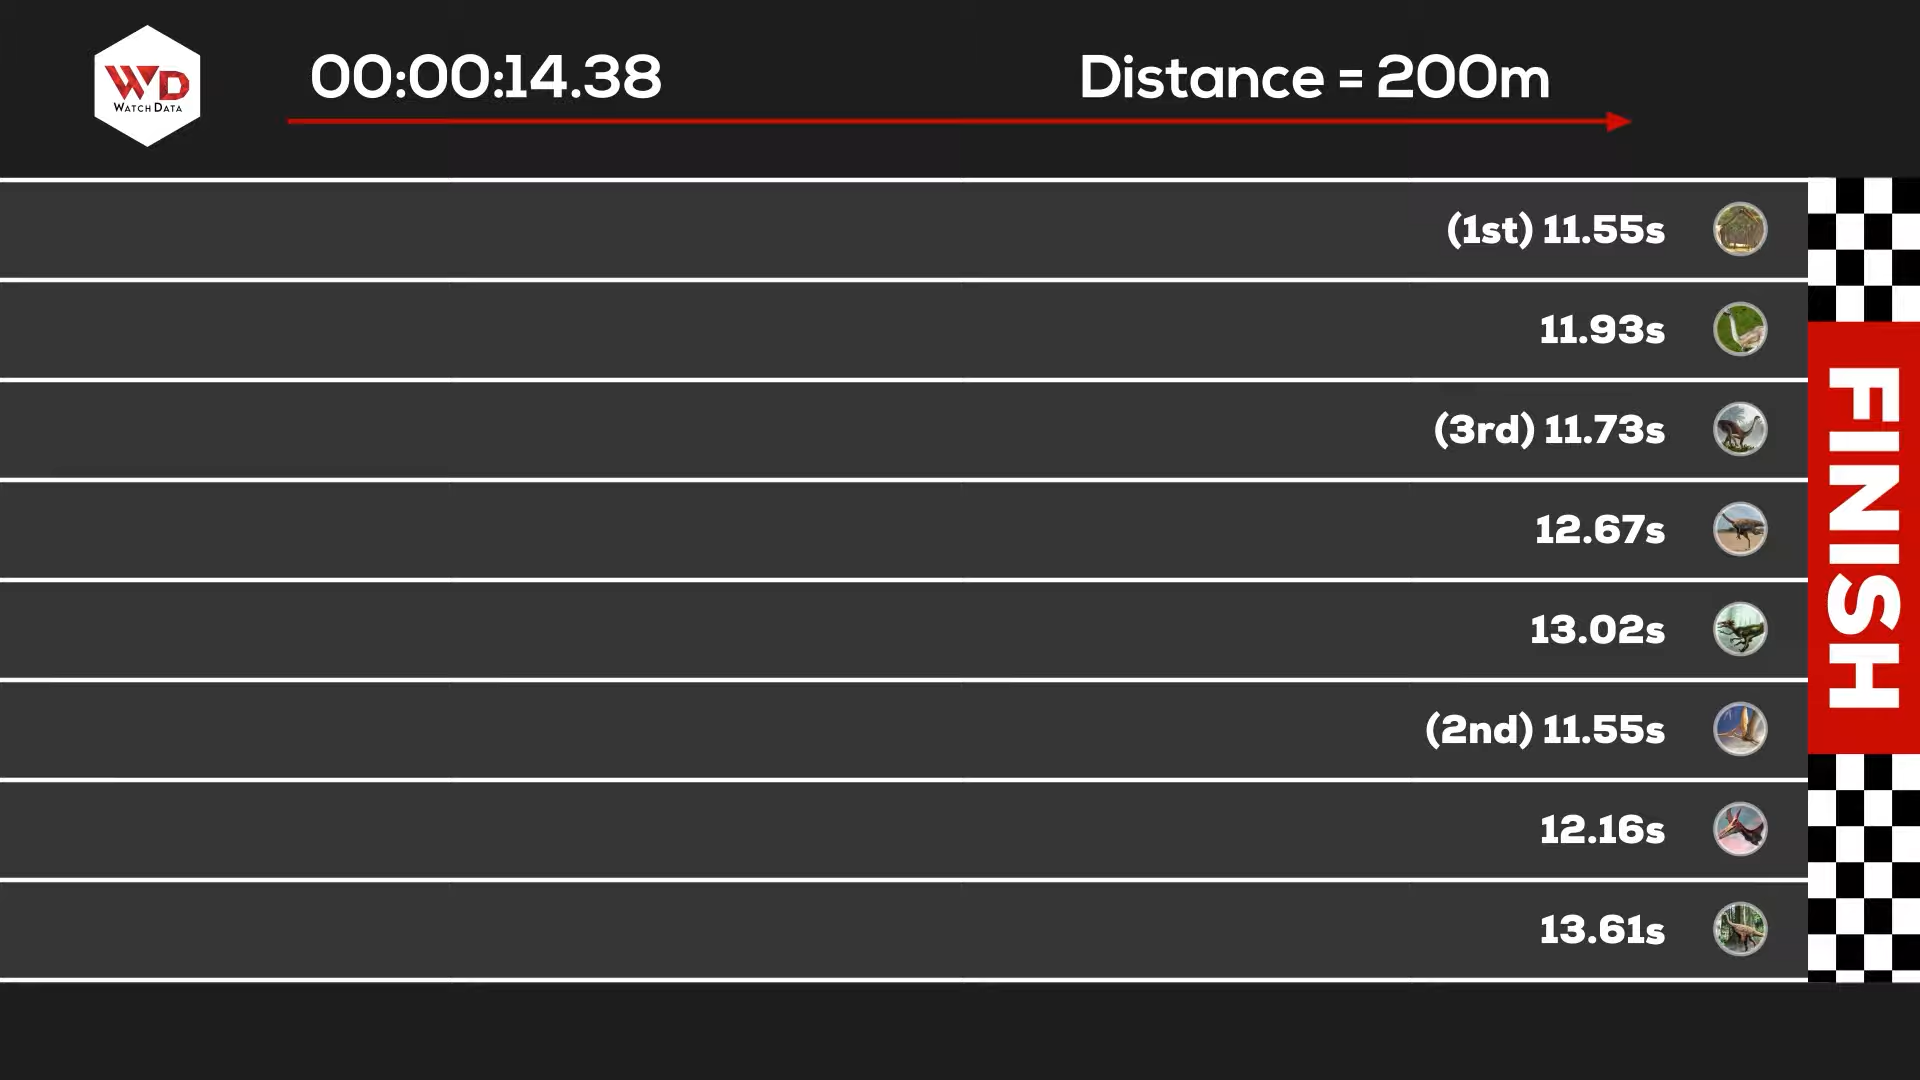 WD
WATCH DATA
00:00:14.38
Distance = 200m
(1st) 11.55s
11.93s
(3rd) 11.73s
12.67s
13.02s
(2nd) 11.55s
12.16s
13.61s
FINISH